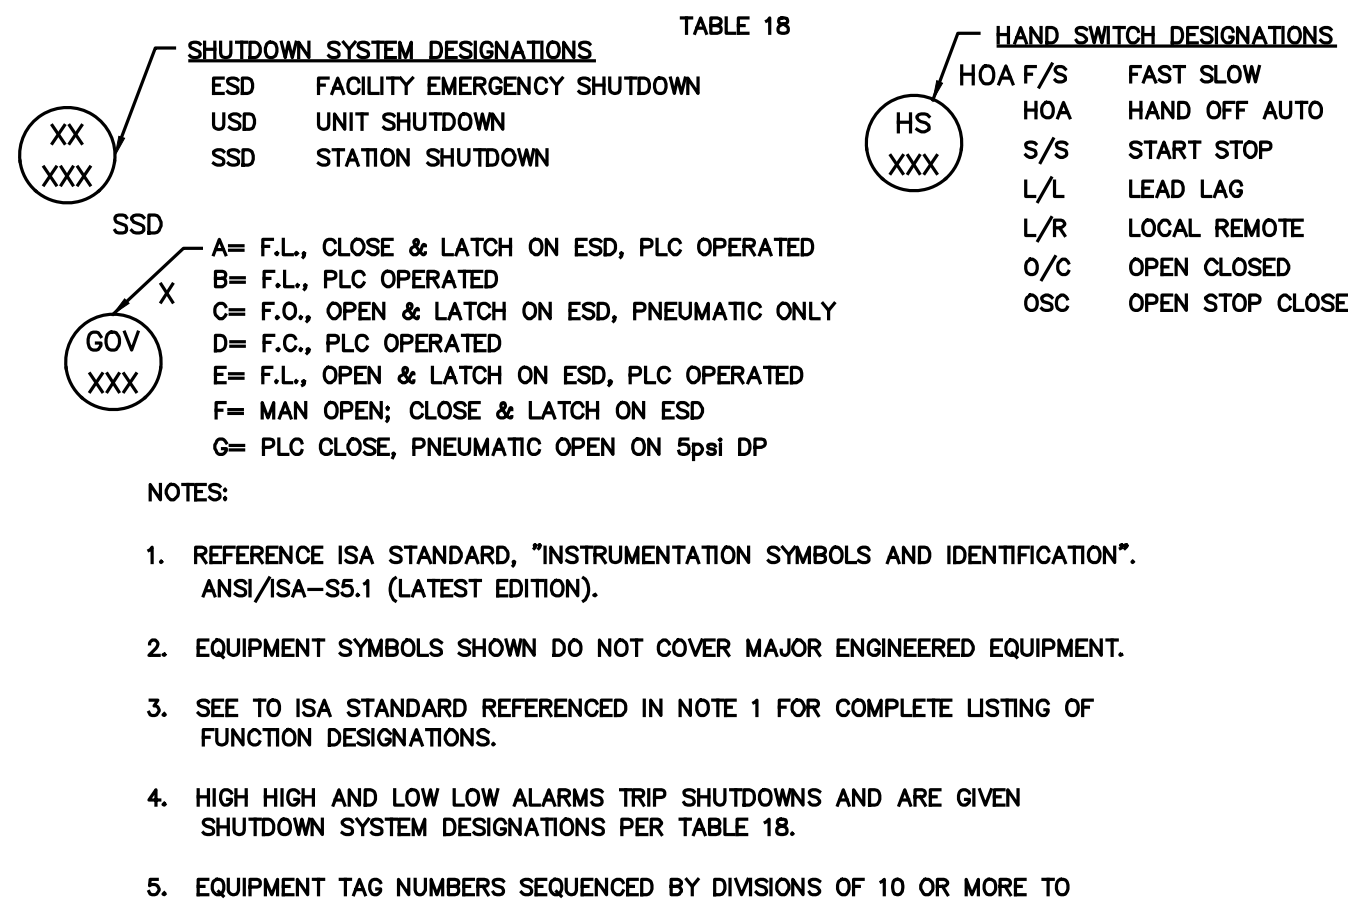 TABLE 18
SHUTDOWN SYSTEM DESIGNATIONS
ESD FACILITY EMERGENCY SHUTDOWN
USD UNIT SHUTDOWN
SSD STATION SHUTDOWN
XX
XXX
HAND SWITCH DESIGNATIONS
HOA
F/S FAST SLOW
HOA HAND OFF AUTO
S/S START STOP
L/L LEAD LAG
L/R LOCAL REMOTE
O/C OPEN CLOSED
OSC OPEN STOP CLOSE
HS
XXX
SSD
A= F.L., CLOSE & LATCH ON ESD, PLC OPERATED
B= F.L., PLC OPERATED
C= F.O., OPEN & LATCH ON ESD, PNEUMATIC ONLY
D= F.C., PLC OPERATED
E= F.L., OPEN & LATCH ON ESD, PLC OPERATED
F= MAN OPEN; CLOSE & LATCH ON ESD
G= PLC CLOSE, PNEUMATIC OPEN ON 5psi DP
X
GOV
XXX
NOTES:
1. REFERENCE ISA STANDARD, "INSTRUMENTATION SYMBOLS AND IDENTIFICATION".
ANSI/ISA-S5.1 (LATEST EDITION).
2. EQUIPMENT SYMBOLS SHOWN DO NOT COVER MAJOR ENGINEERED EQUIPMENT.
3. SEE TO ISA STANDARD REFERENCED IN NOTE 1 FOR COMPLETE LISTING OF
FUNCTION DESIGNATIONS.
4. HIGH HIGH AND LOW LOW ALARMS TRIP SHUTDOWNS AND ARE GIVEN
SHUTDOWN SYSTEM DESIGNATIONS PER TABLE 18.
5. EQUIPMENT TAG NUMBERS SEQUENCED BY DIVISIONS OF 10 OR MORE TO